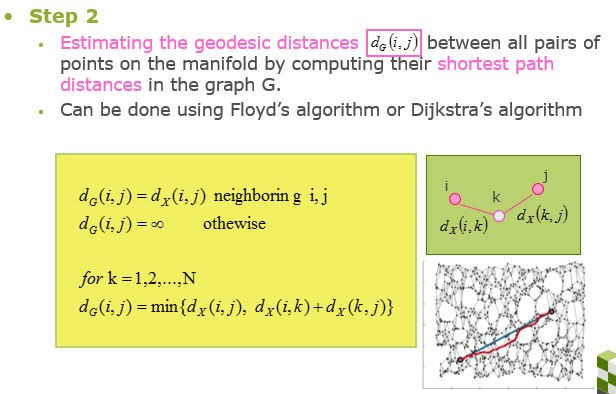 • Step 2
• Estimating the geodesic distances d_G(i,j) between all pairs of
points on the manifold by computing their shortest path
distances in the graph G.
• Can be done using Floyd's algorithm or Dijkstra's algorithm
d_G(i,j) = d_X(i,j) neighborin g i, j
d_G(i,j) = ∞ othewise
for k = 1,2,...,N
d_G(i,j) = min{d_X(i,j), d_X(i,k)+d_X(k,j)}
i
j
k
d_X(i,k)
d_X(k,j)